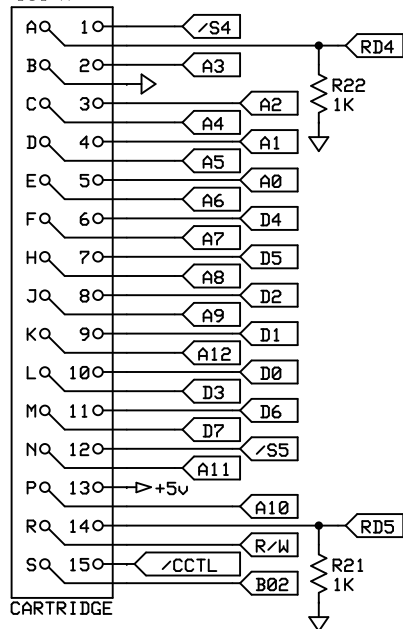 A 1 /S4
RD4
B 2 A3
R22
1K
C 3 A2
A4
D 4 A1
A5
E 5 A0
A6
F 6 D4
A7
H 7 D5
A8
J 8 D2
A9
K 9 D1
A12
L 10 D0
D3
M 11 D6
D7
N 12 /S5
A11
P 13 +5v
A10
R 14 RD5
R/W
R21
1K
S 15 /CCTL
B02
CARTRIDGE